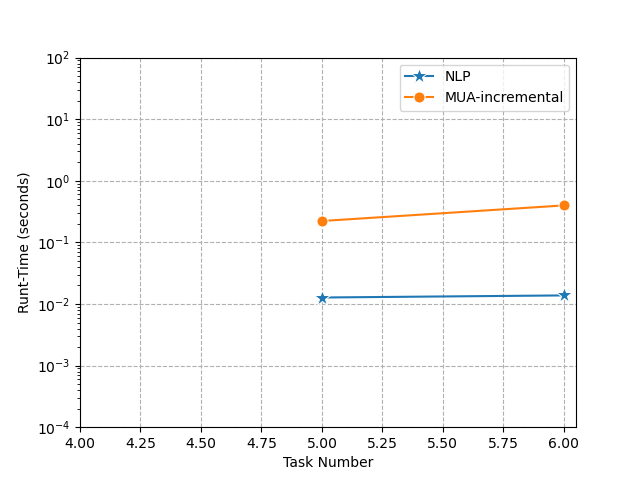 NLP
MUA-incremental
10²
10¹
10⁰
10⁻¹
10⁻²
10⁻³
10⁻⁴
Runt-Time (seconds)
4.00 4.25 4.50 4.75 5.00 5.25 5.50 5.75 6.00
Task Number